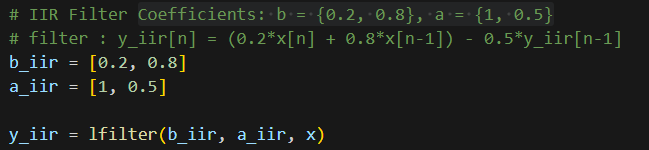 # IIR Filter Coefficients: b = {0.2, 0.8}, a = {1, 0.5}
# filter : y_iir[n] = (0.2*x[n] + 0.8*x[n-1]) - 0.5*y_iir[n-1]
b_iir = [0.2, 0.8]
a_iir = [1, 0.5]
y_iir = lfilter(b_iir, a_iir, x)